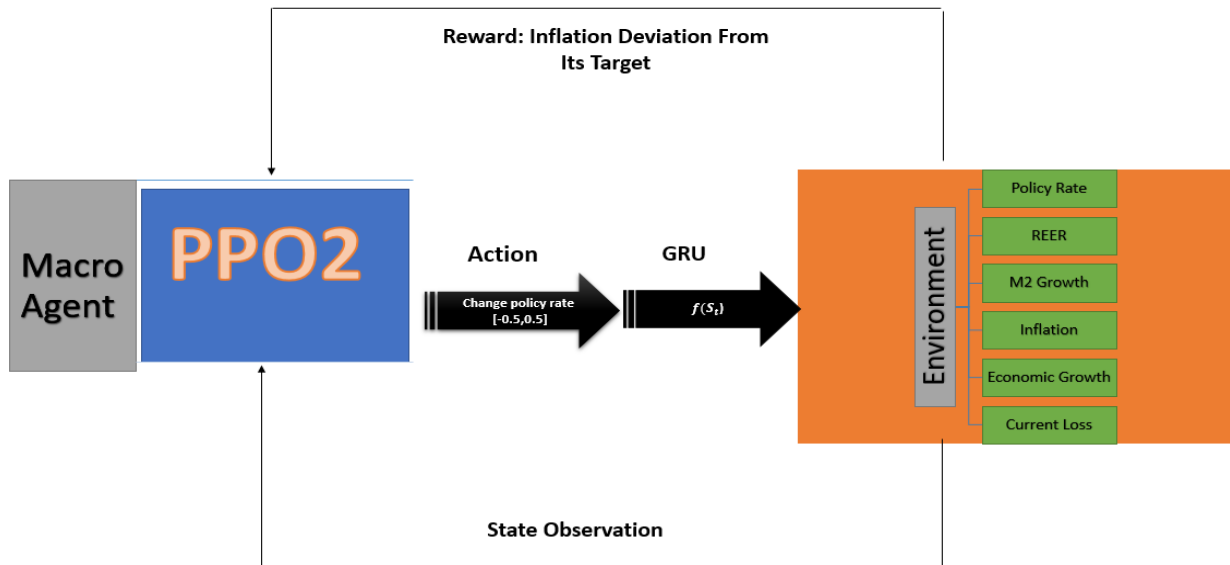 Reward: Inflation Deviation From
Its Target
Macro
Agent
PPO2
Action
Change policy rate
[-0.5,0.5]
GRU
f(Sₜ)
Environment
Policy Rate
REER
M2 Growth
Inflation
Economic Growth
Current Loss
State Observation